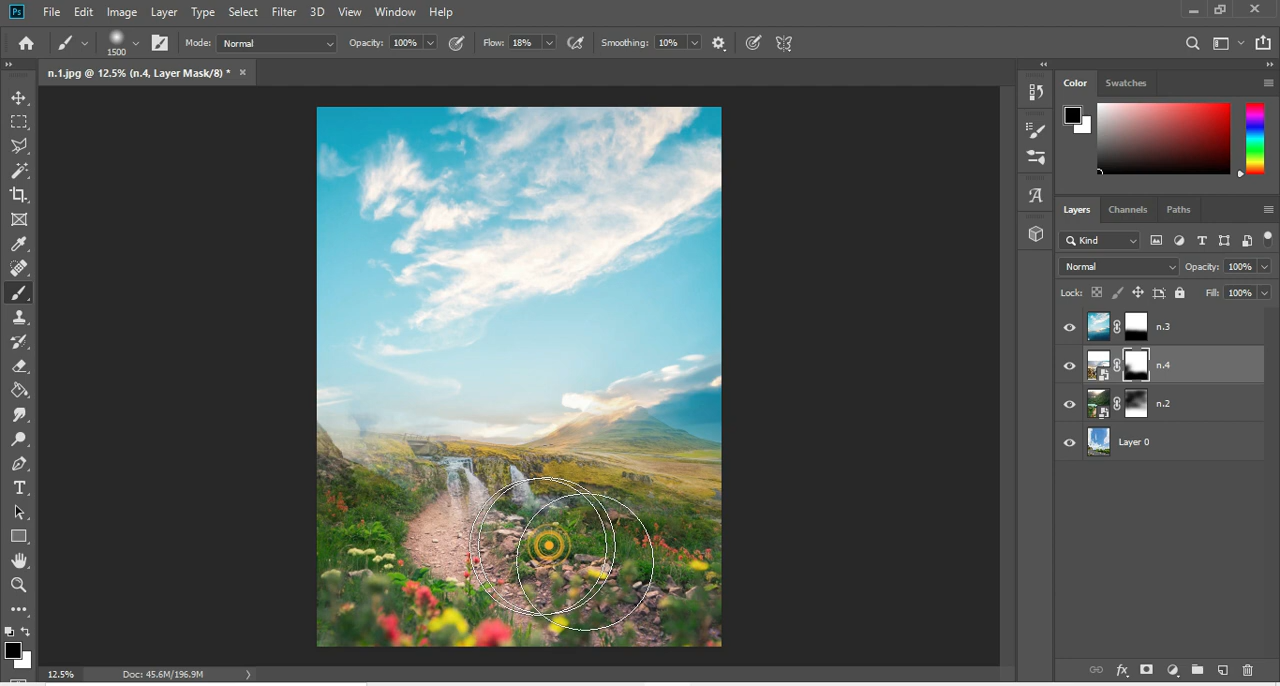 Ps File Edit Image Layer Type Select Filter 3D View Window Help
1500 Mode: Normal Opacity: 100% Flow: 18% Smoothing: 10%
n.1.jpg @ 12.5% (n.4, Layer Mask/8) * ×
Color Swatches
Layers Channels Paths
Kind
Normal Opacity: 100%
Lock: Fill: 100%
n.3
n.4
n.2
Layer 0
12.5% Doc: 45.6M/196.9M